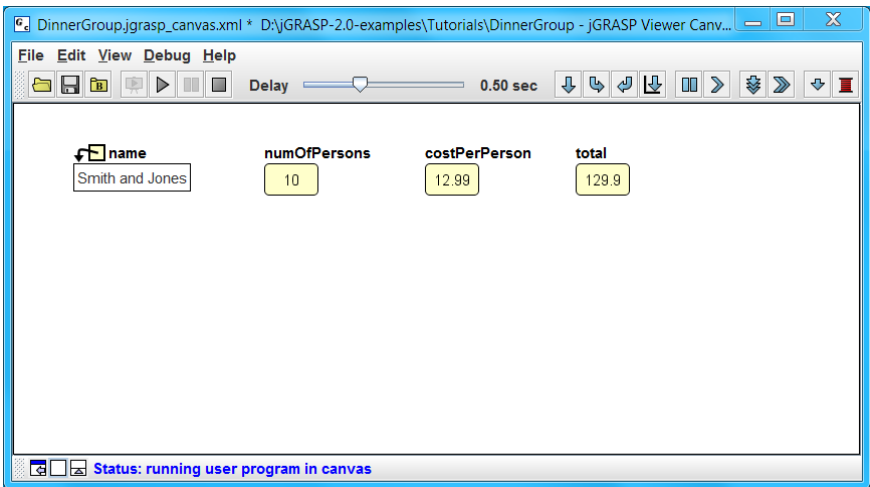 DinnerGroup.jgrasp_canvas.xml * D:\jGRASP-2.0-examples\Tutorials\DinnerGroup - jGRASP Viewer Canv...
File Edit View Debug Help
Delay 0.50 sec
name numOfPersons costPerPerson total
Smith and Jones 10 12.99 129.9
Status: running user program in canvas